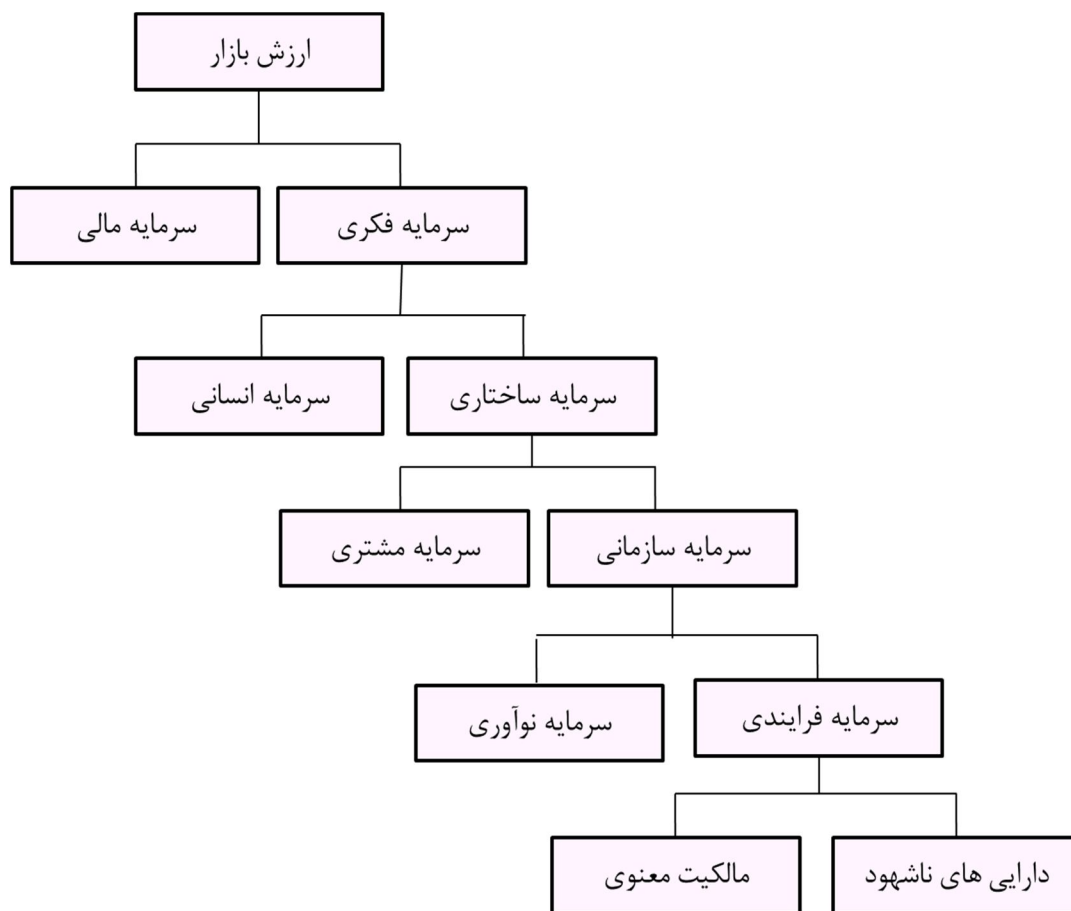 ارزش بازار
سرمایه فکری
سرمایه مالی
سرمایه ساختاری
سرمایه انسانی
سرمایه سازمانی
سرمایه مشتری
سرمایه فرایندی
سرمایه نوآوری
دارایی های ناشهود
مالکیت معنوی